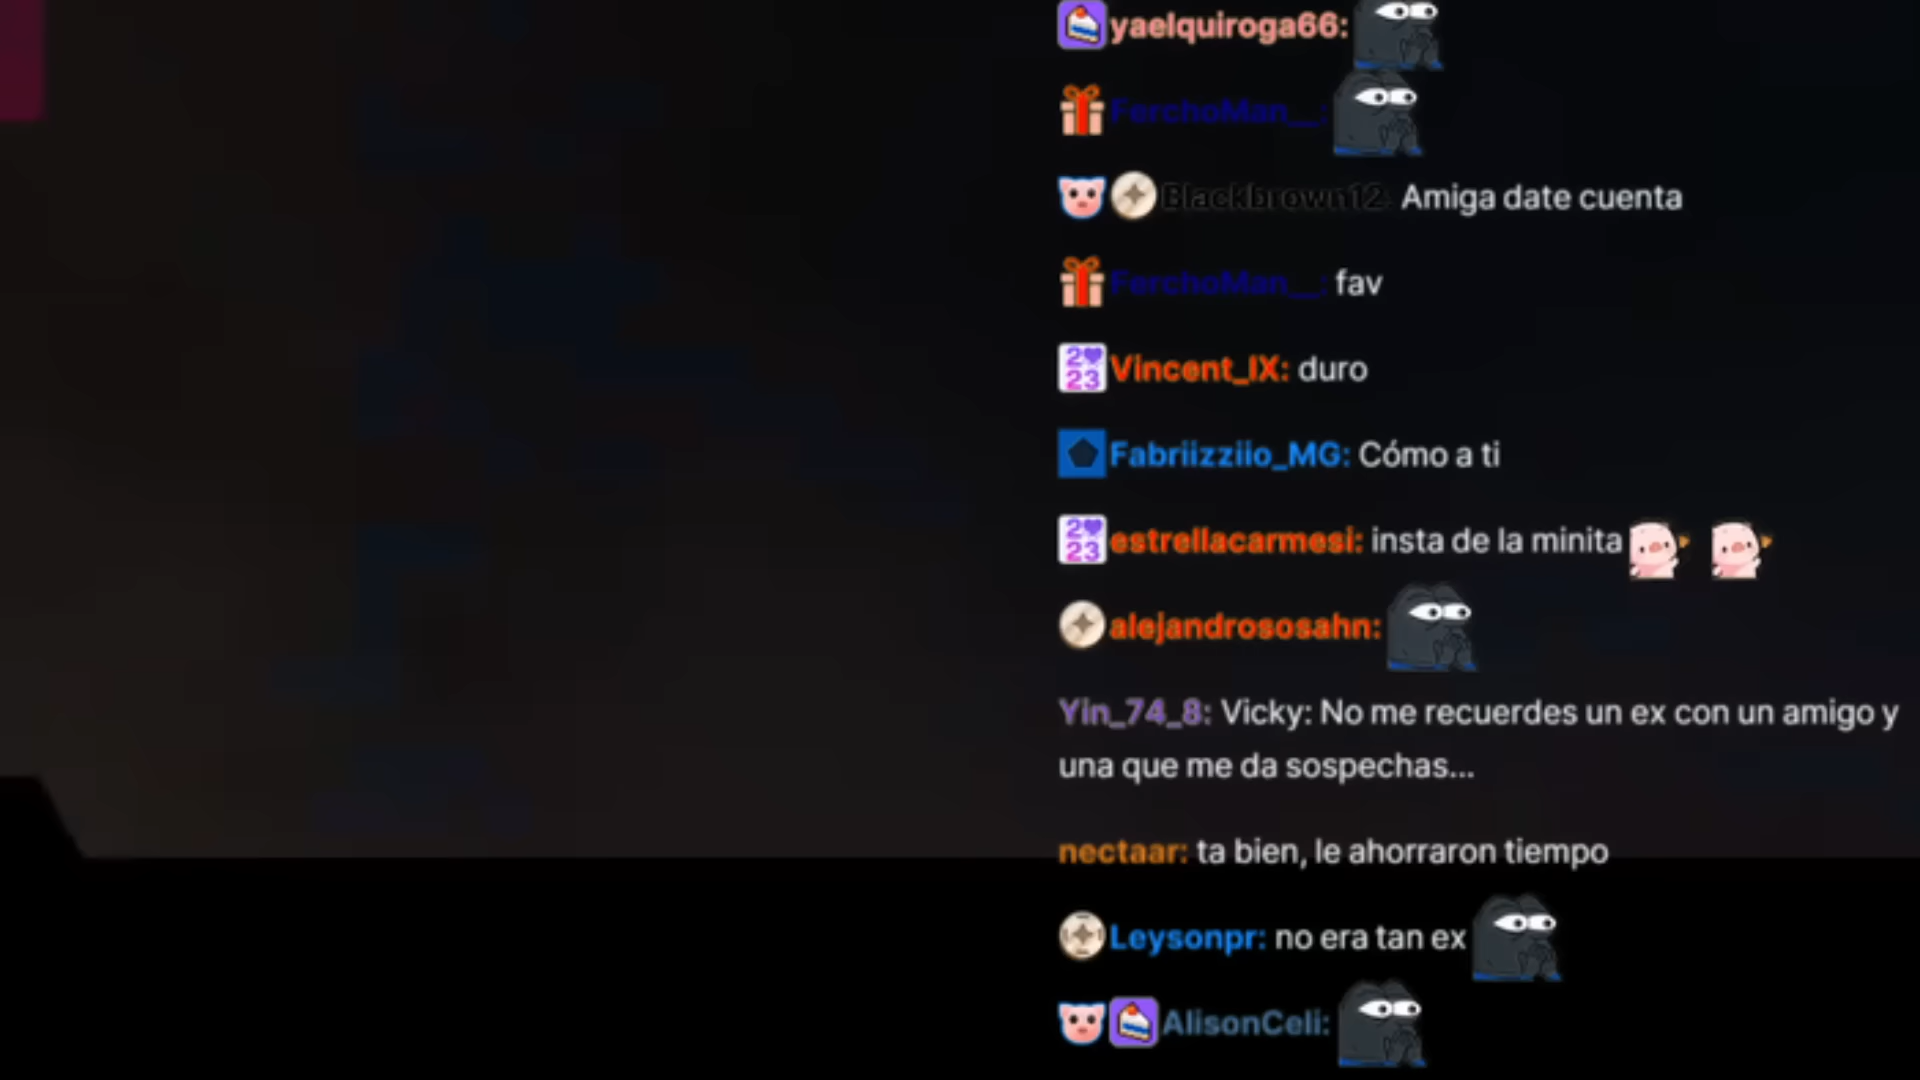 yaelquiroga66:
FerchoMan__:
Blackbrown12: Amiga date cuenta
FerchoMan__: fav
2023 Vincent_IX: duro
Fabriizziio_MG: Cómo a ti
2023 estrellacarmesi: insta de la minita
alejandrososahn:
Yin_74_8: Vicky: No me recuerdes un ex con un amigo y
una que me da sospechas...
nectaar: ta bien, le ahorraron tiempo
Leysonpr: no era tan ex
AlisonCeli: